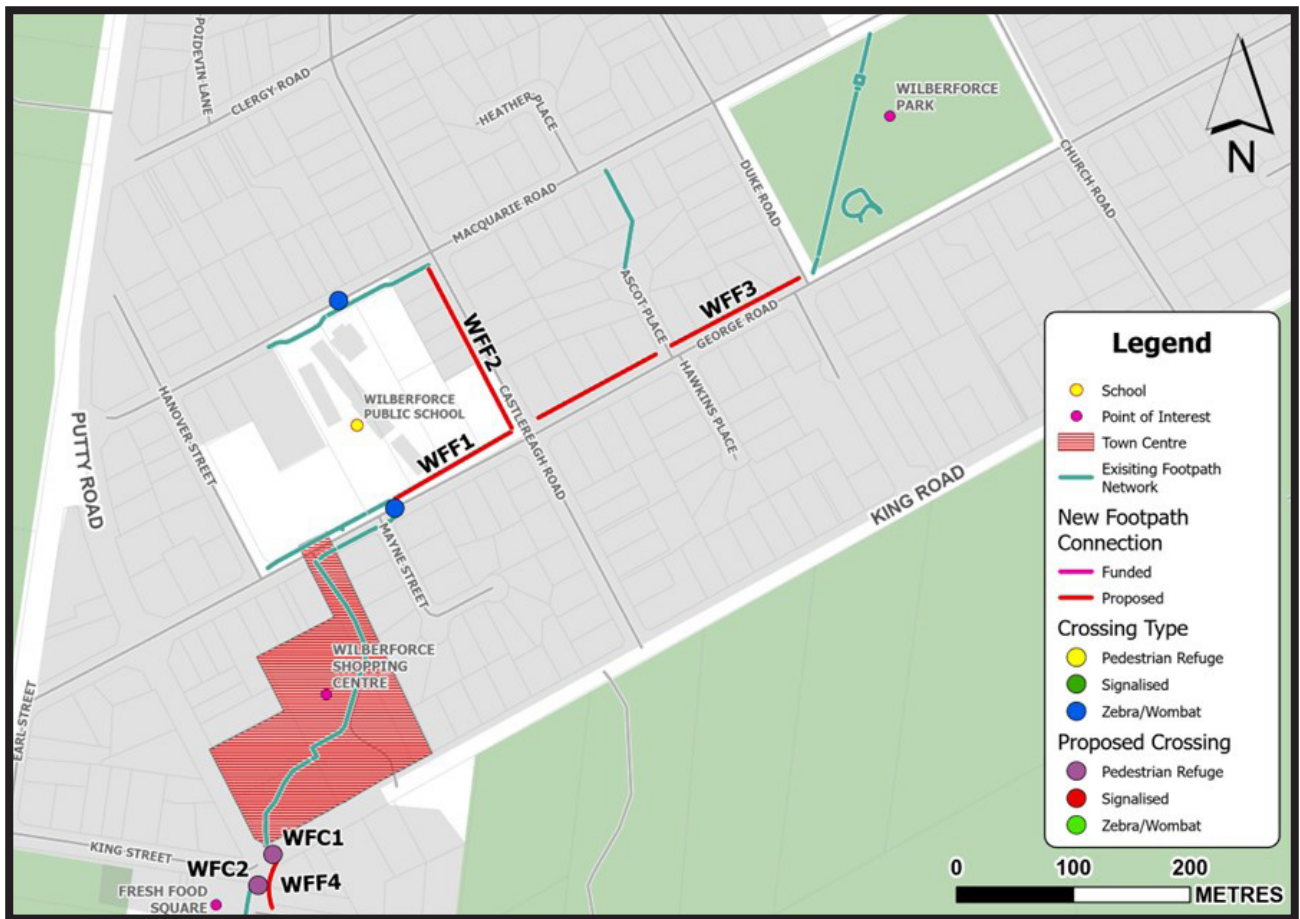 POIDEVIN LANE
CLERGY ROAD
HEATHER PLACE
MACQUARIE ROAD
WILBERFORCE
PARK
DUKE ROAD
CHURCH ROAD
N
ASCOT PLACE
WFF3
GEORGE ROAD
WFF2
HANOVER STREET
WILBERFORCE
PUBLIC SCHOOL
PUTTY ROAD
WFF1
CASTLEREAGH ROAD
HAWKINS PLACE
KING ROAD
MAYNE STREET
WILBERFORCE
SHOPPING
CENTRE
EARL STREET
KING STREET
WFC1
WFC2
WFF4
FRESH FOOD
SQUARE
Legend
School
Point of Interest
Town Centre
Exisiting Footpath
Network
New Footpath
Connection
Funded
Proposed
Crossing Type
Pedestrian Refuge
Signalised
Zebra/Wombat
Proposed Crossing
Pedestrian Refuge
Signalised
Zebra/Wombat
0 100 200
METRES